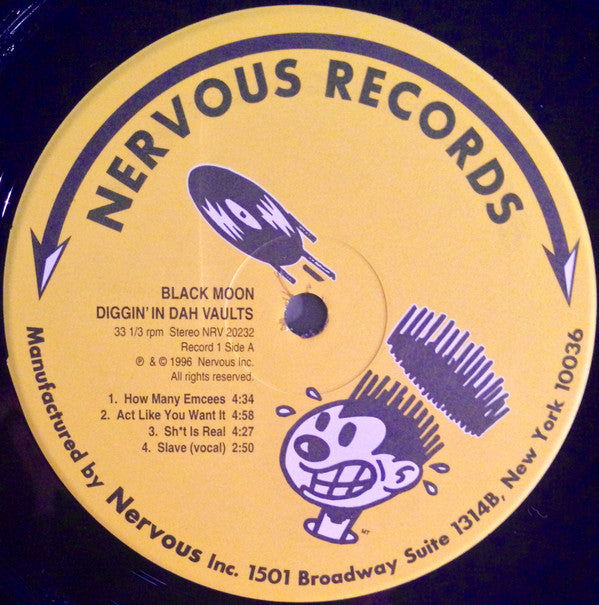 NERVOUS RECORDS
WOW
BLACK MOON
DIGGIN' IN DAH VAULTS
33 1/3 rpm Stereo NRV 20232
Record 1 Side A
℗ & © 1996 Nervous Inc.
All rights reserved.
1. How Many Emcees 4:34
2. Act Like You Want It 4:58
3. Sh*t Is Real 4:27
4. Slave (vocal) 2:50
Manufactured by Nervous Inc. 1501 Broadway Suite 1314B, New York 10036